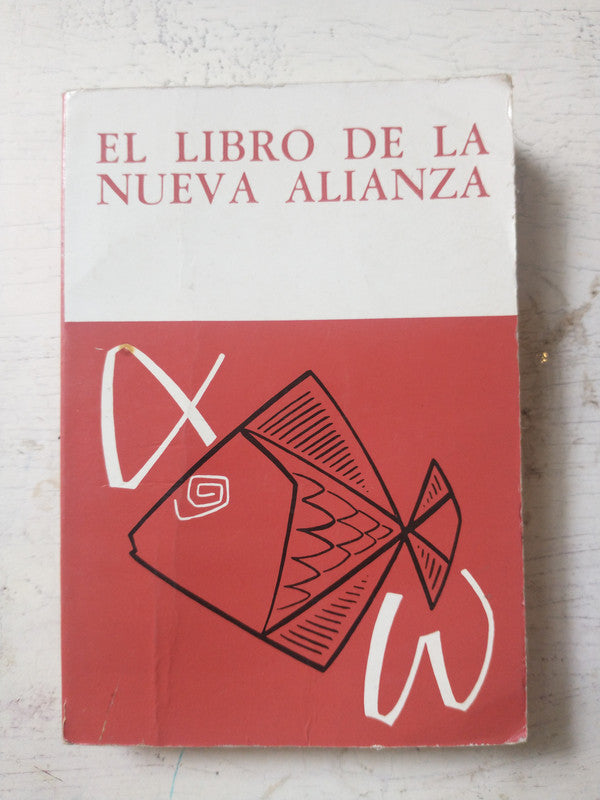 EL LIBRO DE LA
NUEVA ALIANZA
α
ω